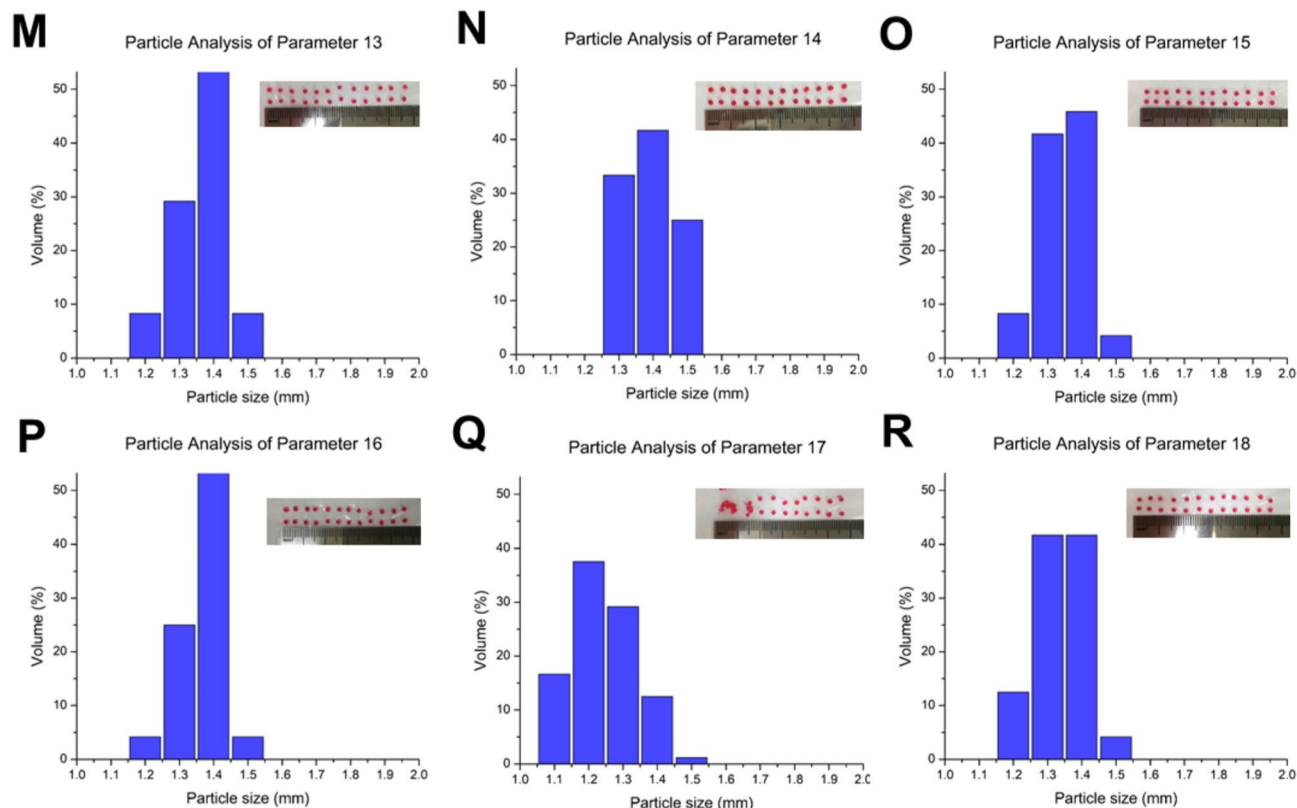 M
Particle Analysis of Parameter 13
Volume (%)
50
40
30
20
10
0
1.0 1.1 1.2 1.3 1.4 1.5 1.6 1.7 1.8 1.9 2.0
Particle size (mm)
N
Particle Analysis of Parameter 14
Volume (%)
50
40
30
20
10
0
1.0 1.1 1.2 1.3 1.4 1.5 1.6 1.7 1.8 1.9 2.0
Particle size (mm)
O
Particle Analysis of Parameter 15
Volume (%)
50
40
30
20
10
0
1.0 1.1 1.2 1.3 1.4 1.5 1.6 1.7 1.8 1.9 2.0
Particle size (mm)
P
Particle Analysis of Parameter 16
Volume (%)
50
40
30
20
10
0
1.0 1.1 1.2 1.3 1.4 1.5 1.6 1.7 1.8 1.9 2.0
Particle size (mm)
Q
Particle Analysis of Parameter 17
Volume (%)
50
40
30
20
10
0
1.0 1.1 1.2 1.3 1.4 1.5 1.6 1.7 1.8 1.9 2.0
Particle size (mm)
R
Particle Analysis of Parameter 18
Volume (%)
50
40
30
20
10
0
1.0 1.1 1.2 1.3 1.4 1.5 1.6 1.7 1.8 1.9 2.0
Particle size (mm)